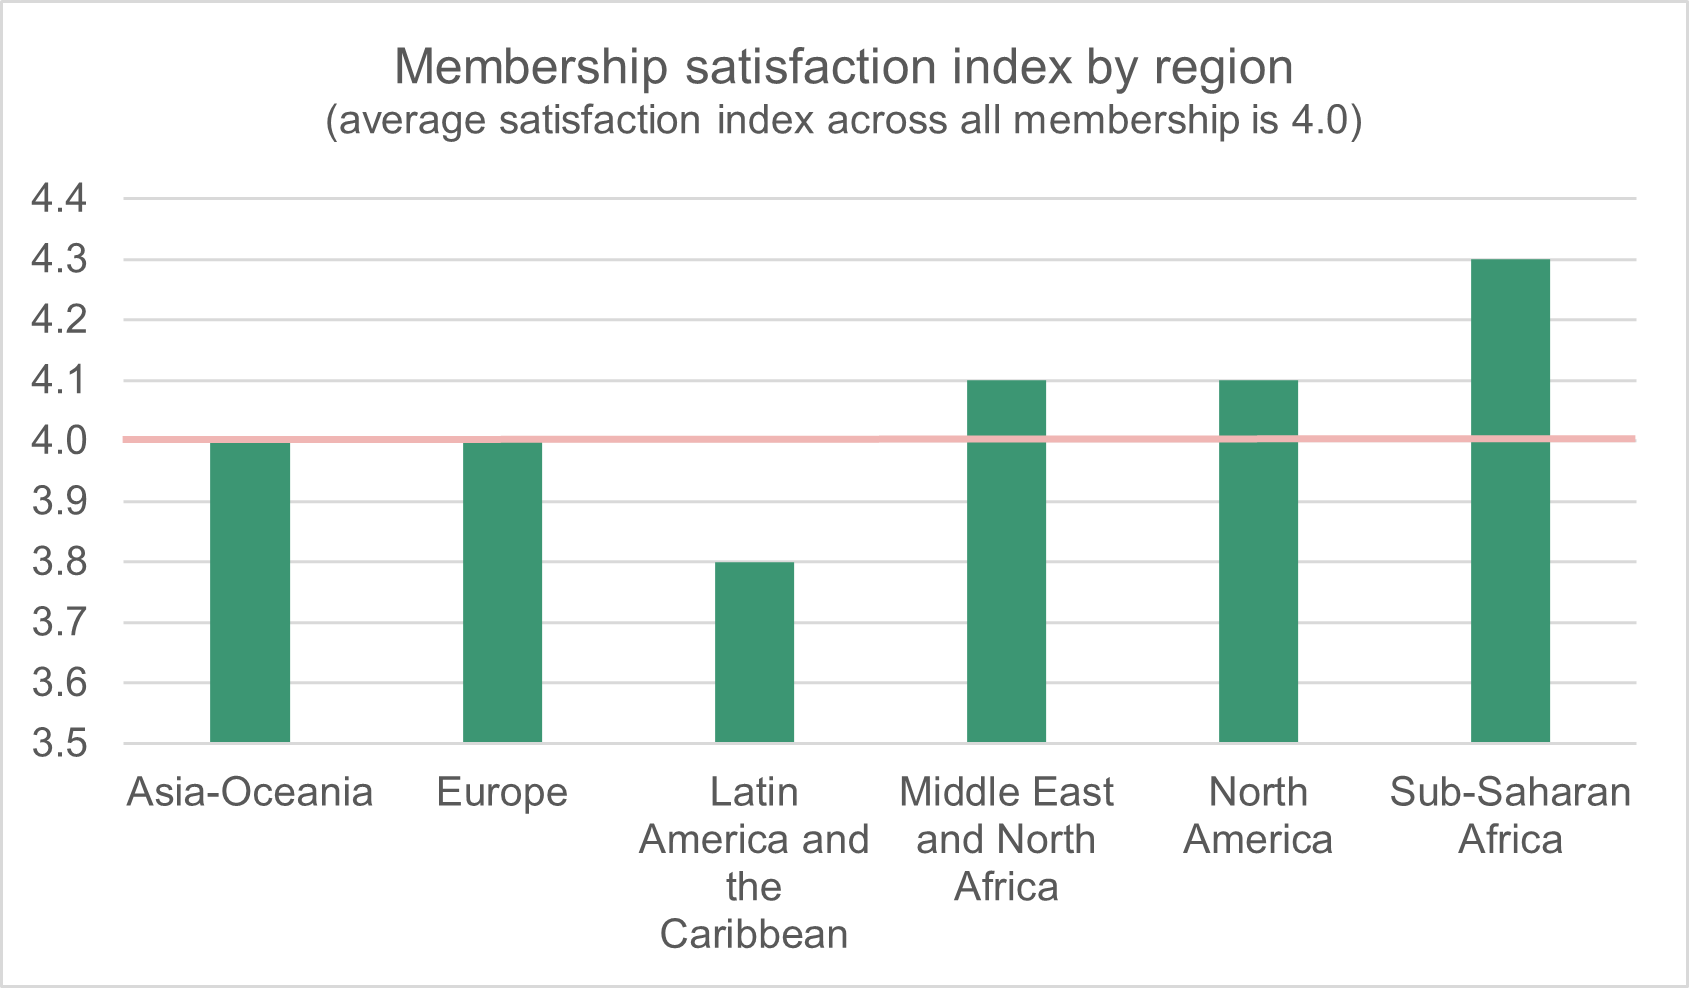 Membership satisfaction index by region
(average satisfaction index across all membership is 4.0)
4.4
4.3
4.2
4.1
4.0
3.9
3.8
3.7
3.6
3.5
Asia-Oceania
Europe
Latin
America and
the
Caribbean
Middle East
and North
Africa
North
America
Sub-Saharan
Africa